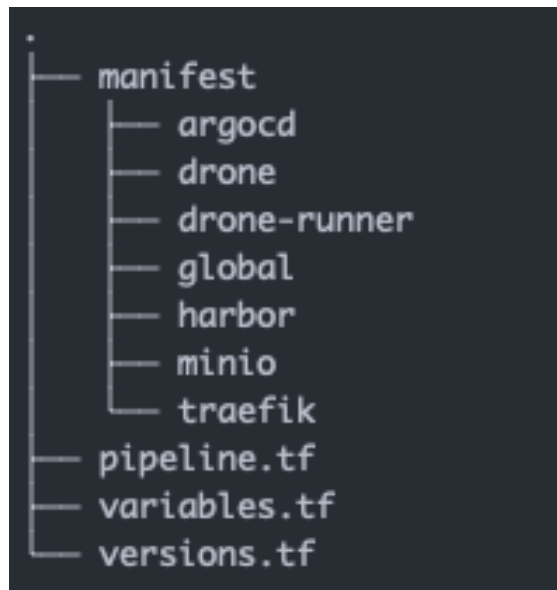 .
├── manifest
│   ├── argocd
│   ├── drone
│   ├── drone-runner
│   ├── global
│   ├── harbor
│   ├── minio
│   └── traefik
├── pipeline.tf
├── variables.tf
└── versions.tf